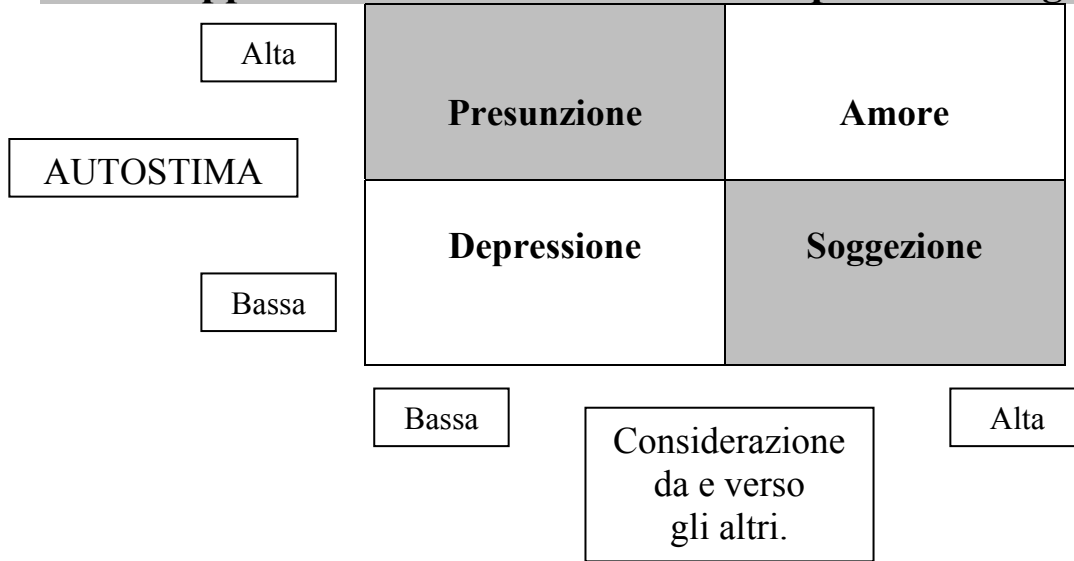 Alta
Presunzione Amore
AUTOSTIMA
Depressione Soggezione
Bassa
Bassa Alta
Considerazione
da e verso
gli altri.